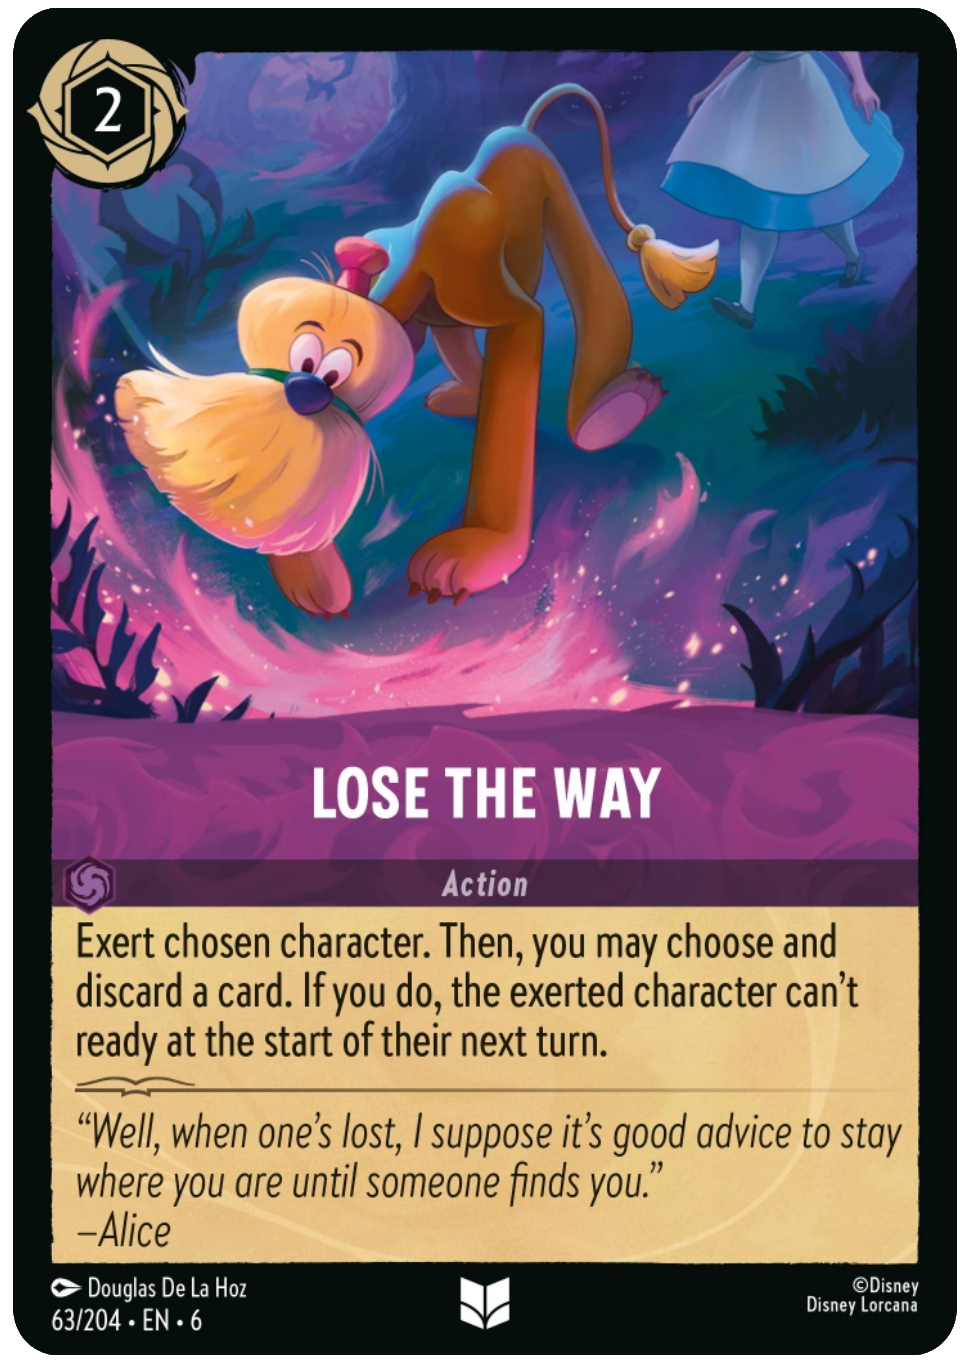 2
LOSE THE WAY
Action
Exert chosen character. Then, you may choose and
discard a card. If you do, the exerted character can’t
ready at the start of their next turn.
“Well, when one’s lost, I suppose it’s good advice to stay
where you are until someone finds you.”
–Alice
Douglas De La Hoz
63/204 • EN • 6
©Disney
Disney Lorcana